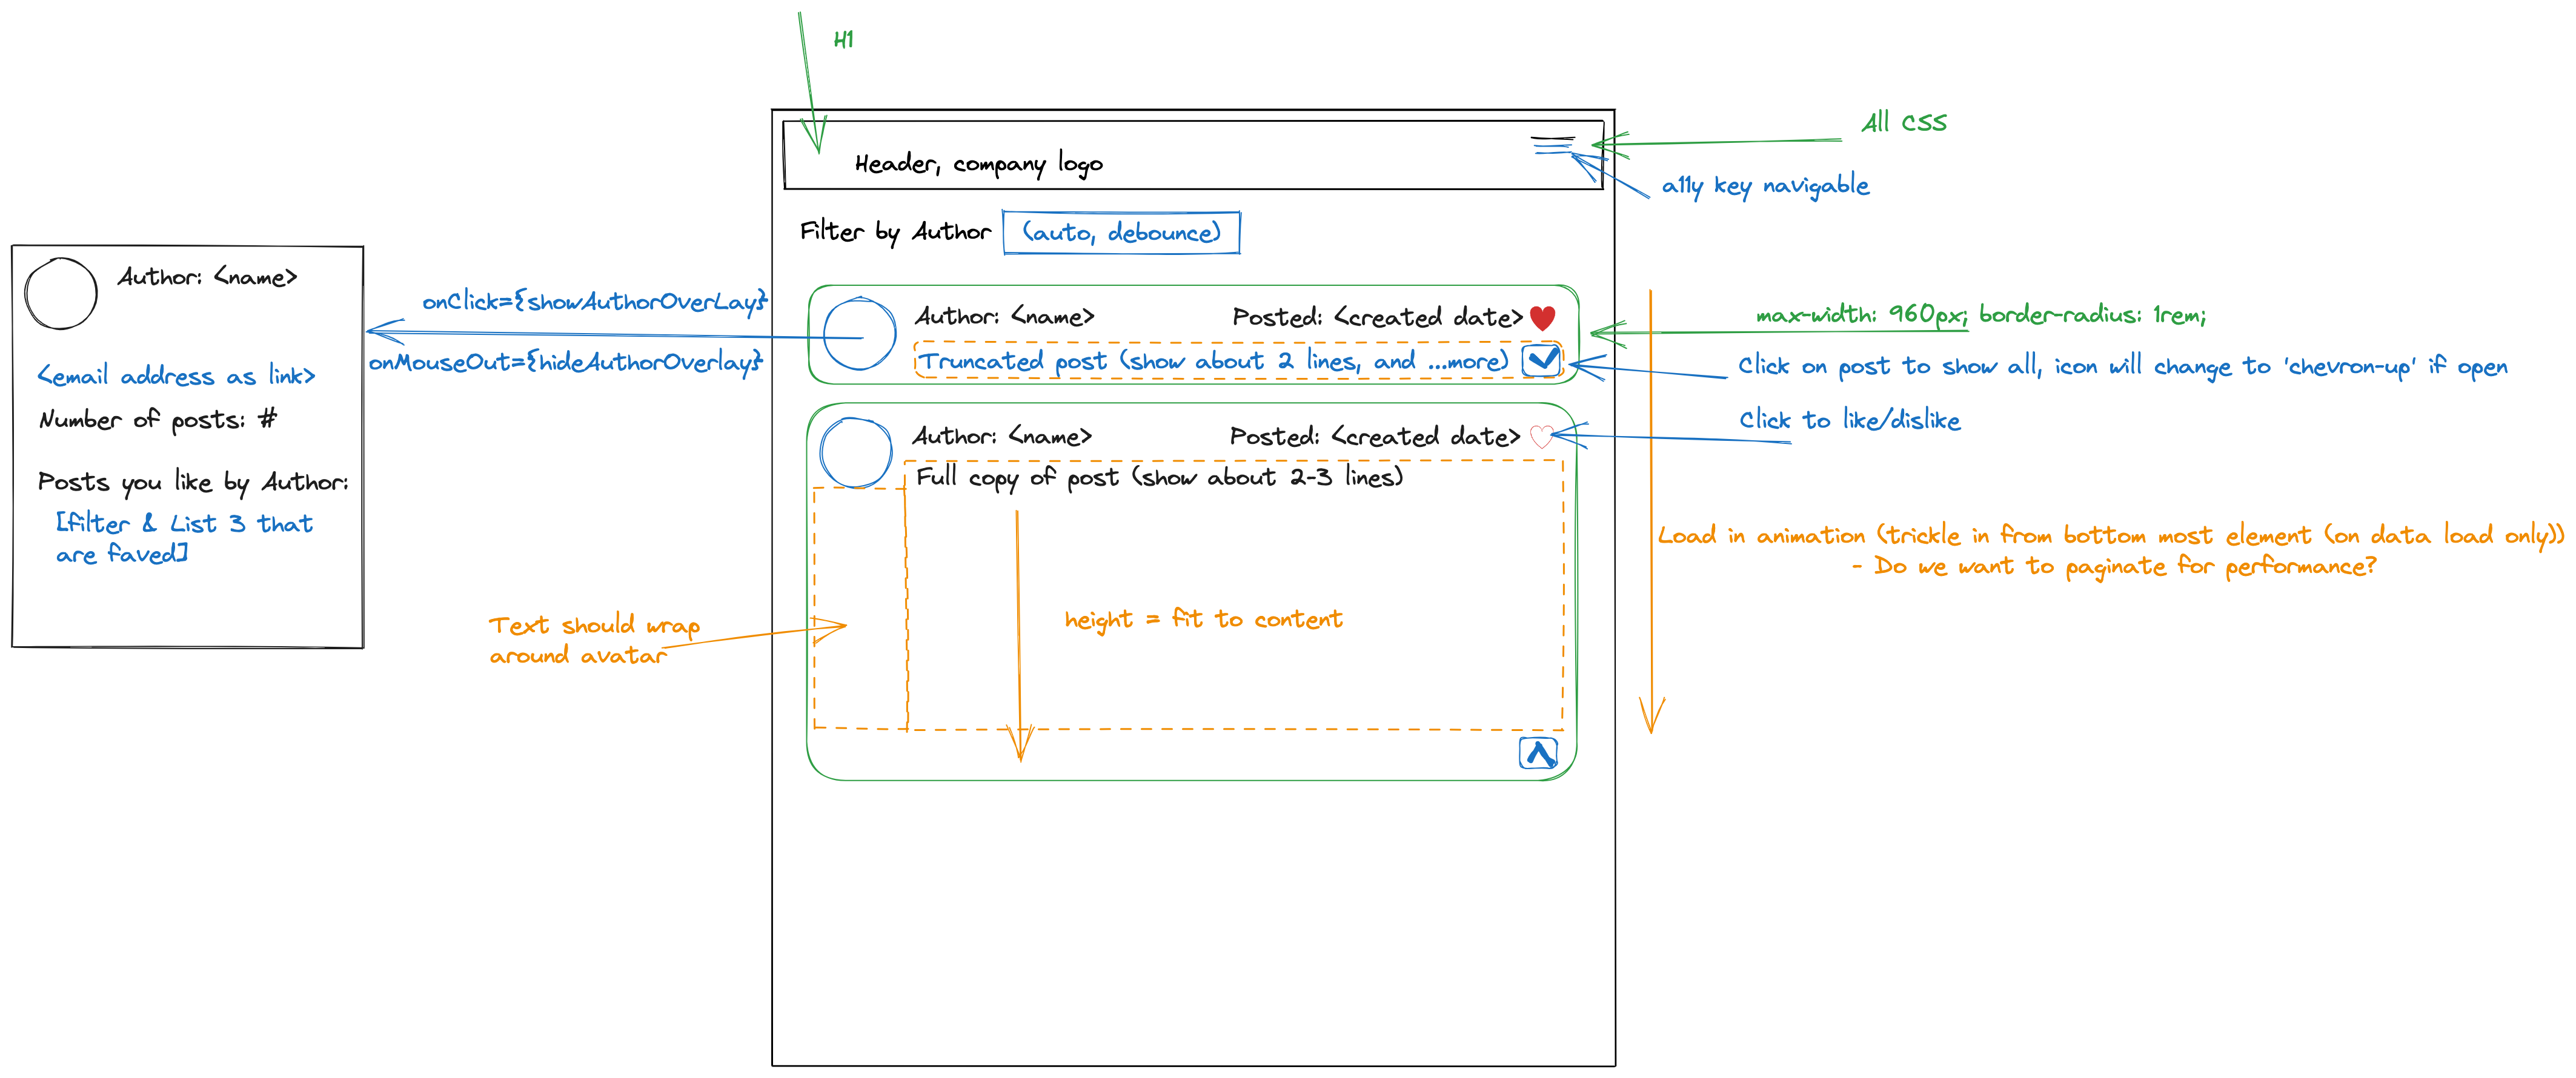 H1
All CSS
Header, company logo
a11y key navigable
Filter by Author
(auto, debounce)
Author: <name>
<email address as link>
Number of posts: #
Posts you like by Author:
[filter & List 3 that
are faved]
onClick={showAuthorOverLay}
onMouseOut={hideAuthorOverlay}
Author: <name>
Posted: <created date>
Truncated post (show about 2 lines, and ...more)
max-width: 960px; border-radius: 1rem;
Click on post to show all, icon will change to 'chevron-up' if open
Click to like/dislike
Author: <name>
Posted: <created date>
Full copy of post (show about 2-3 lines)
Load in animation (trickle in from bottom most element (on data load only))
- Do we want to paginate for performance?
Text should wrap
around avatar
height = fit to content